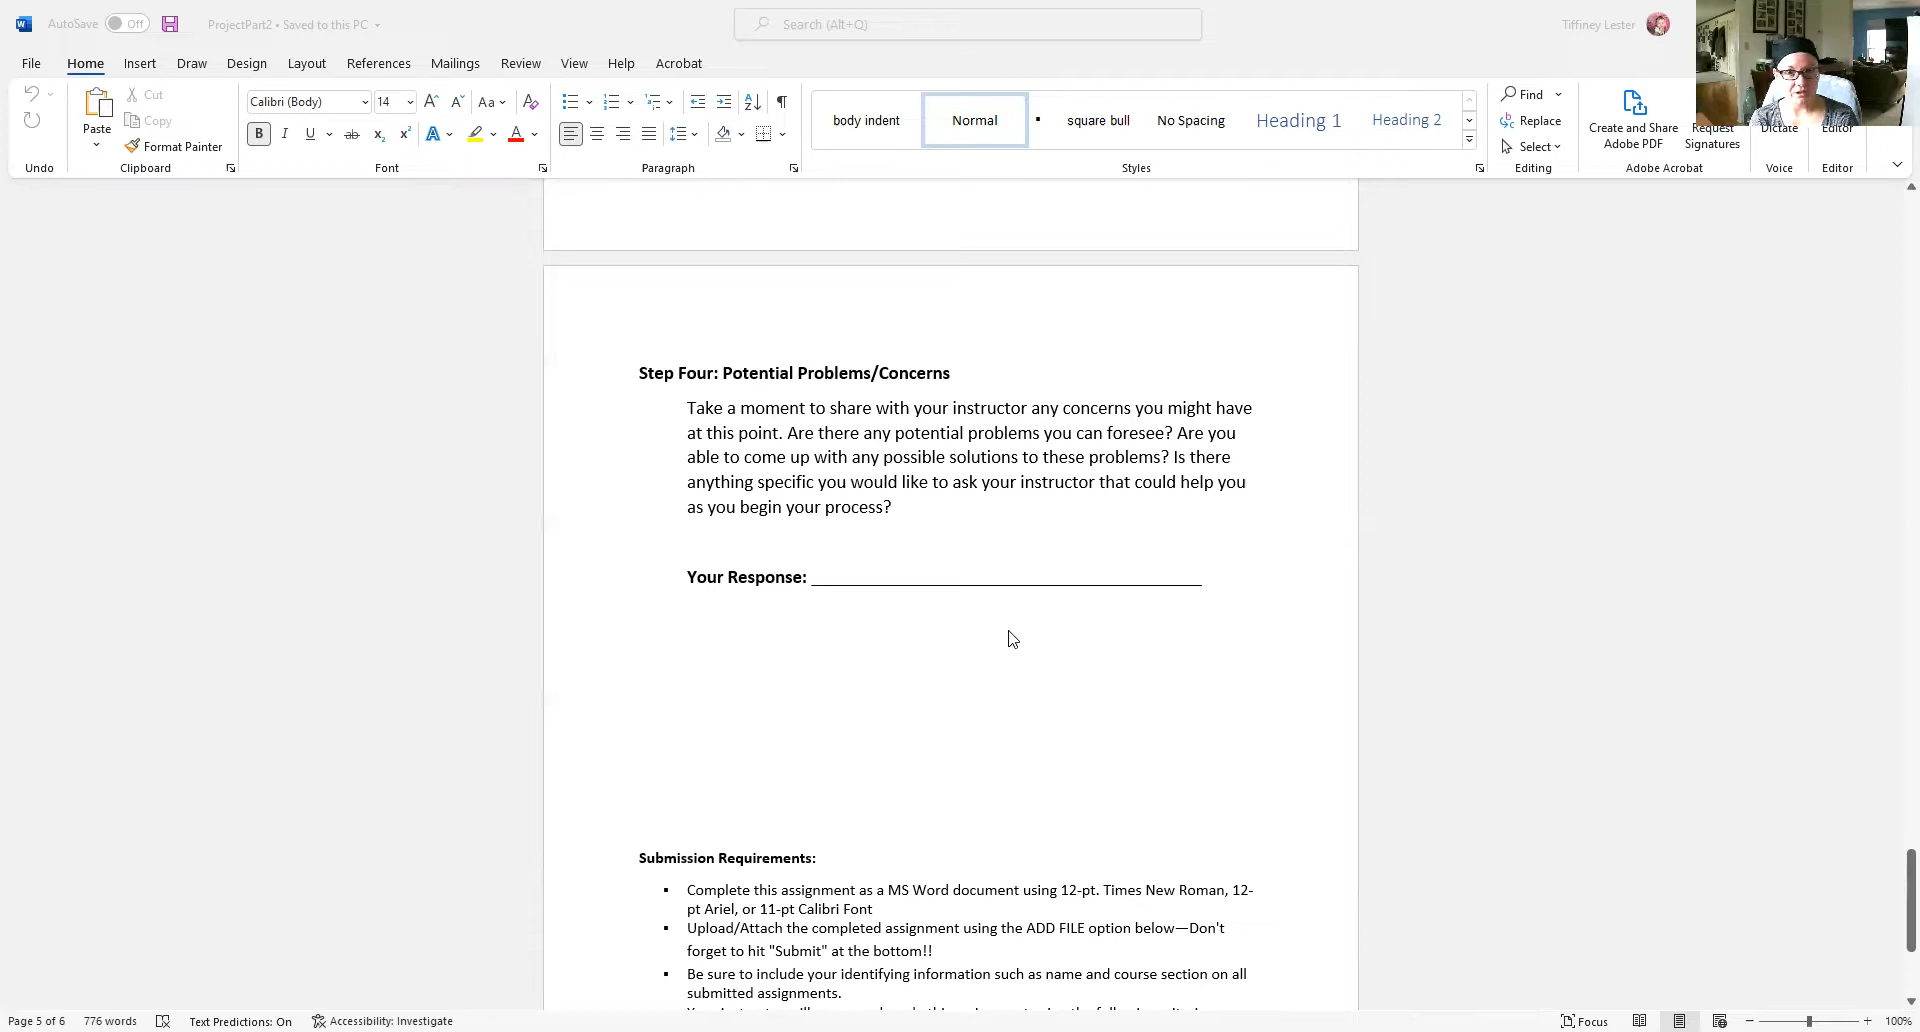 AutoSave Off ProjectPart2 • Saved to this PC Search (Alt+Q) Tiffiney Lester
File Home Insert Draw Design Layout References Mailings Review View Help Acrobat
Cut
Copy
Paste
Format Painter
Calibri (Body) 14 Aa
body indent Normal square bull No Spacing Heading 1 Heading 2
Find
Replace
Select
Create and Share
Adobe PDF
Request
Signatures
Dictate
Editor
Undo Clipboard Font Paragraph Styles Editing Adobe Acrobat Voice Editor
Step Four: Potential Problems/Concerns
Take a moment to share with your instructor any concerns you might have
at this point. Are there any potential problems you can foresee? Are you
able to come up with any possible solutions to these problems? Is there
anything specific you would like to ask your instructor that could help you
as you begin your process?
Your Response: ______________________________________
Submission Requirements:
▪ Complete this assignment as a MS Word document using 12-pt. Times New Roman, 12-
pt Ariel, or 11-pt Calibri Font
▪ Upload/Attach the completed assignment using the ADD FILE option below—Don't
forget to hit "Submit" at the bottom!!
▪ Be sure to include your identifying information such as name and course section on all
submitted assignments.
Page 5 of 6 776 words Text Predictions: On Accessibility: Investigate Focus 100%